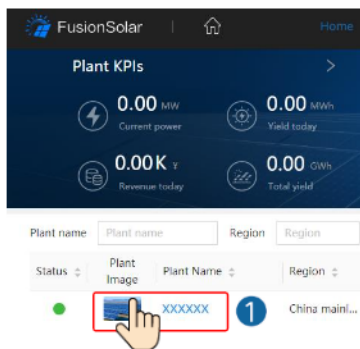 FusionSolar
Home
Plant KPIs >
0.00 MW
Current power
0.00 MWh
Yield today
0.00K ¥
Revenue today
0.00 GWh
Total yield
Plant name Plant name Region Region
Status Plant Image Plant Name Region
XXXXXX 1 China mainl...